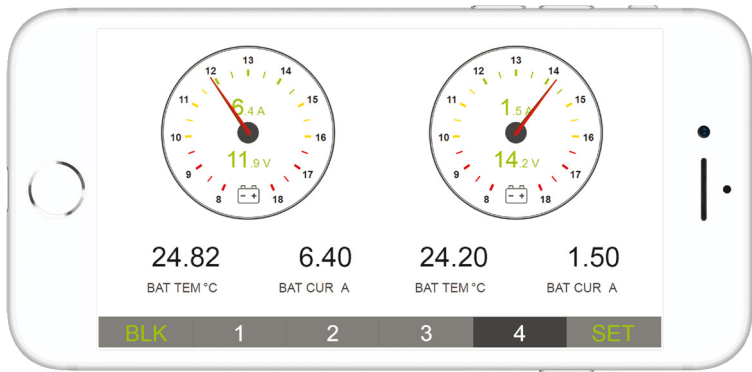 13
12 14
11 15
6.4 A
10 16
11.9 V
9 17
8 18
- +
13
12 14
11 15
1.5 A
10 16
14.2 V
9 17
8 18
- +
24.82 6.40 24.20 1.50
BAT TEM °C BAT CUR A BAT TEM °C BAT CUR A
BLK 1 2 3 4 SET